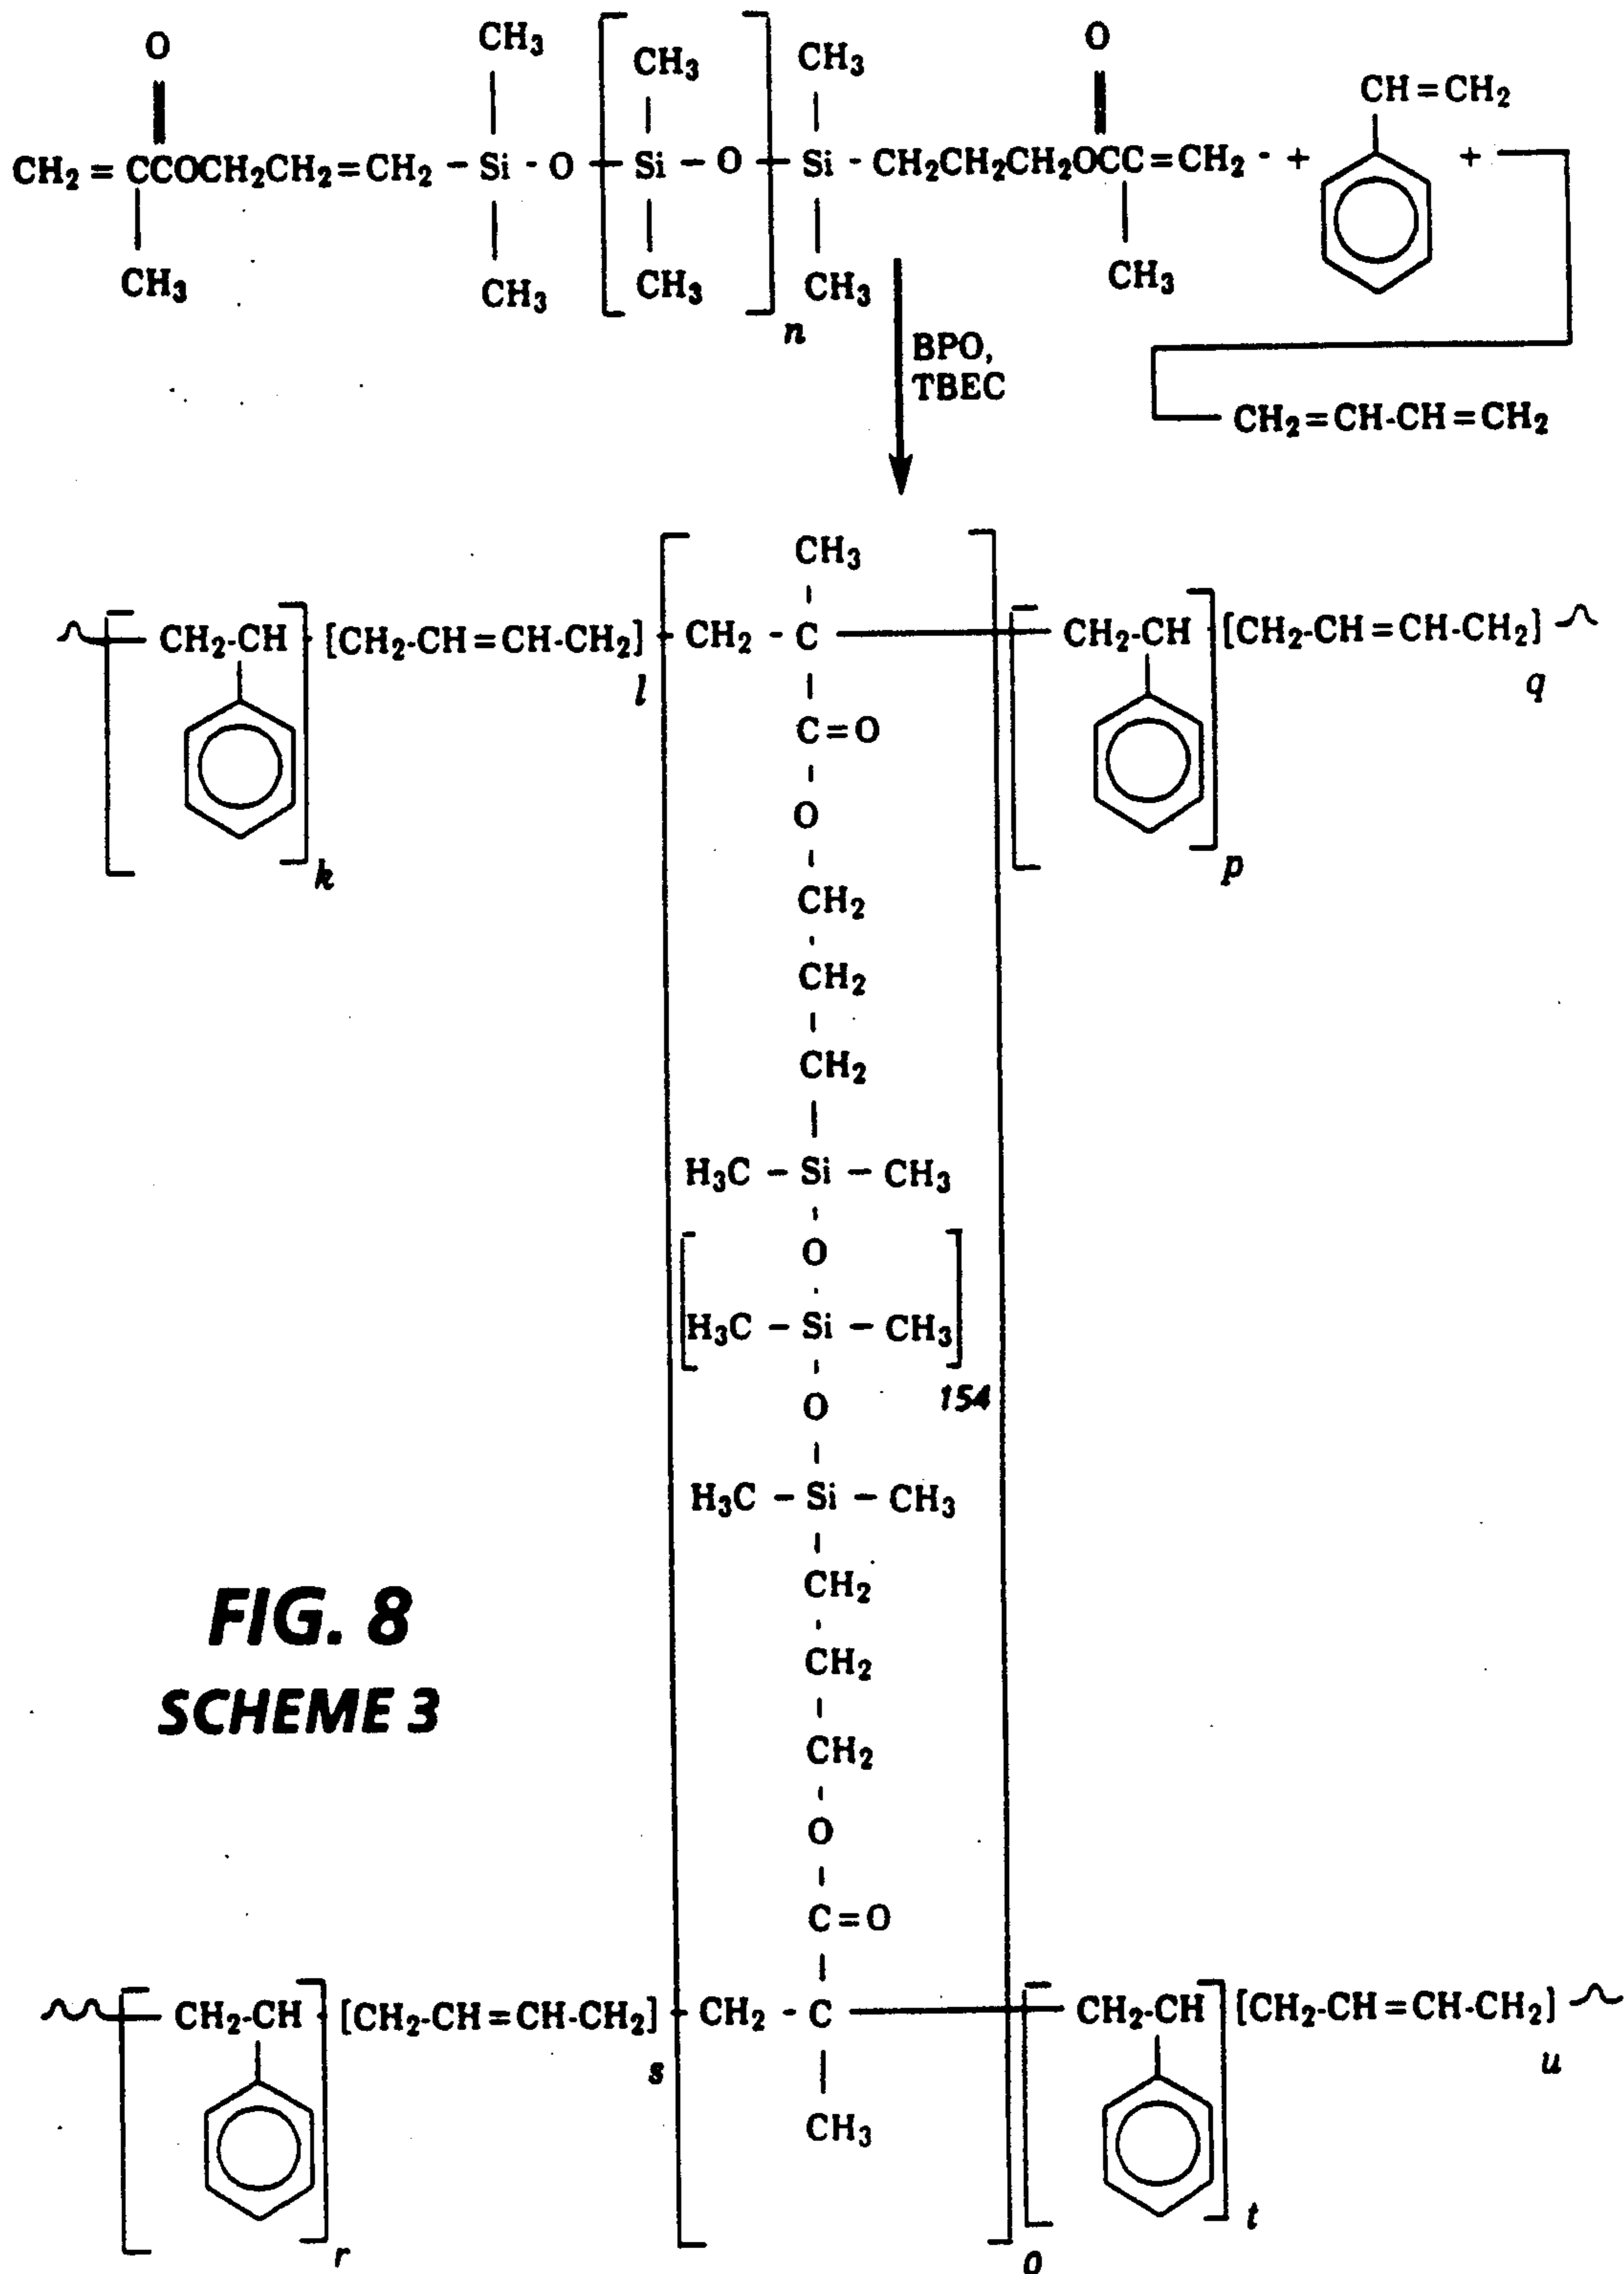 O CH₃ CH₃ CH₃ O CH=CH₂
CH₂=CCOCH₂CH₂=CH₂-Si-O-Si-O-Si-CH₂CH₂CH₂OCC=CH₂-+ +
CH₃ CH₃ CH₃ CH₃ CH₃
n
BPO,
TBEC
CH₂=CH-CH=CH₂
CH₃
CH₂-CH [CH₂-CH=CH-CH₂] CH₂-C CH₂-CH [CH₂-CH=CH-CH₂]
l q
C=O
k p
O
CH₂
CH₂
CH₂
H₃C-Si-CH₃
O
H₃C-Si-CH₃
154
O
H₃C-Si-CH₃
CH₂
FIG. 8
CH₂
SCHEME 3
CH₂
O
C=O
CH₂-CH [CH₂-CH=CH-CH₂] CH₂-C CH₂-CH [CH₂-CH=CH-CH₂]
s u
CH₃
r o t